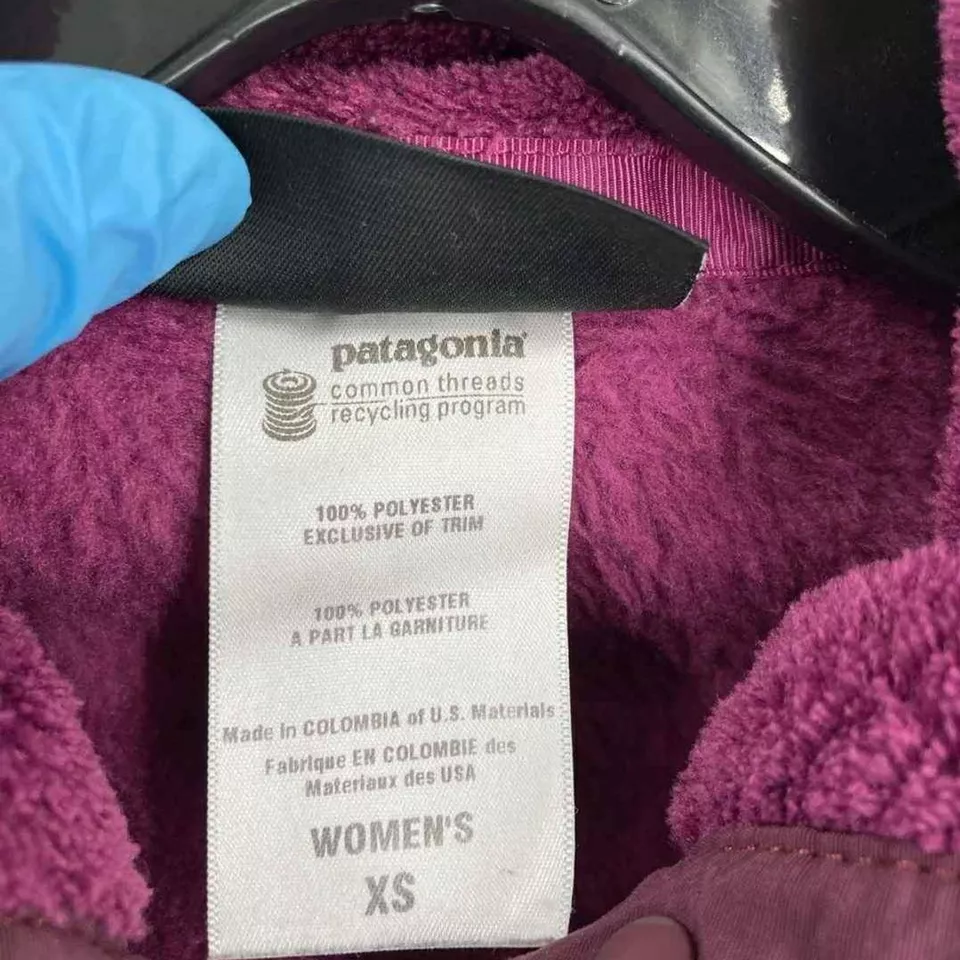 patagonia®
common threads
recycling program
100% POLYESTER
EXCLUSIVE OF TRIM
100% POLYESTER
A PART LA GARNITURE
Made in COLOMBIA of U.S. Materials
Fabrique EN COLOMBIE des
Materiaux des USA
WOMEN'S
XS